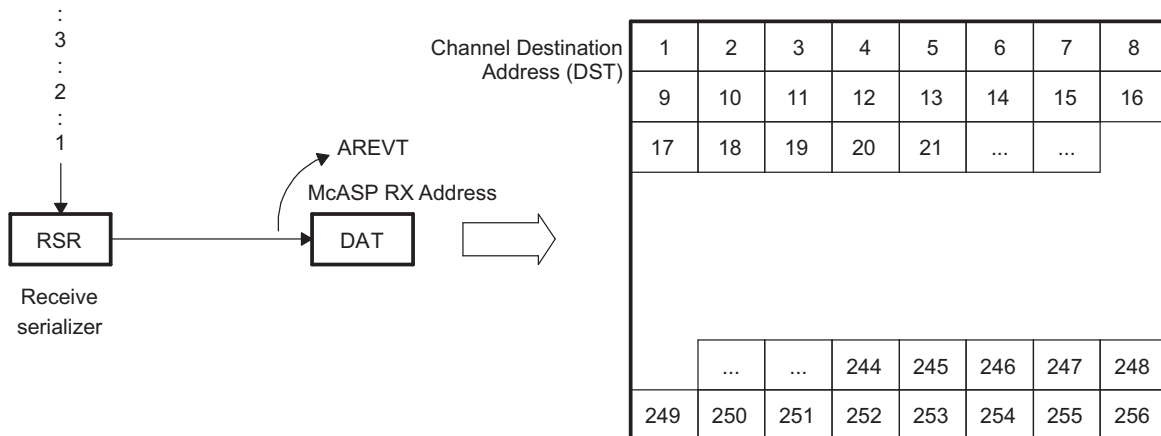 :
3
:
2
:
1
RSR
Receive
serializer
AREVT
McASP RX Address
DAT
Channel Destination
Address (DST)
1 2 3 4 5 6 7 8
9 10 11 12 13 14 15 16
17 18 19 20 21 ... ...
... ... 244 245 246 247 248
249 250 251 252 253 254 255 256